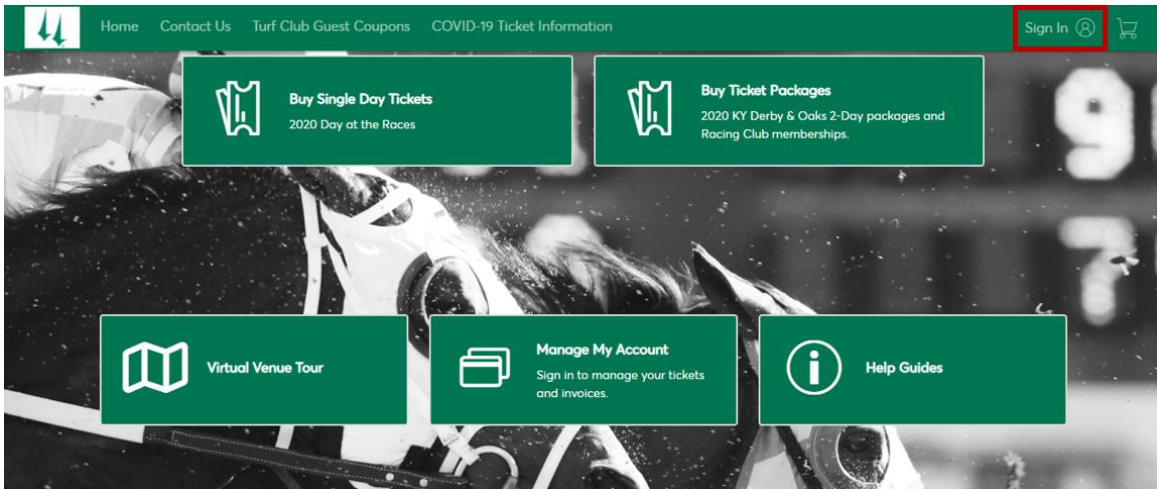 Home Contact Us Turf Club Guest Coupons COVID-19 Ticket Information Sign In
Buy Single Day Tickets
2020 Day at the Races
Buy Ticket Packages
2020 KY Derby & Oaks 2-Day packages and
Racing Club memberships.
9
7
Virtual Venue Tour
Manage My Account
Sign in to manage your tickets
and invoices.
Help Guides